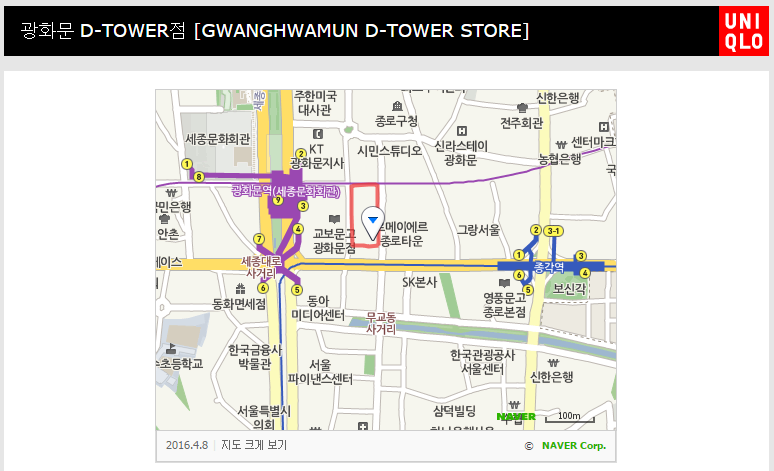 광화문 D-TOWER점 [GWANGHWAMUN D-TOWER STORE]
UNI
QLO
세종
주한미국
대사관
종로구청
신한은행
전주회관
세종문화회관
KT
광화문지사
시민스튜디오
신라스테이
광화문
센터마크
농협은행
1
8
2
광화문역(세종문화회관)
9
3
국민은행
안촌
교보문고
광화문점
르메이에르
종로타운
그랑서울
4
7
2
3-1
1
3
6
종각역
4
5
세종대로
사거리
6
5
SK본사
영풍문고
종로본점
보신각
동화면세점
동아
미디어센터
무교동
사거리
한국금융사
박물관
서울
파이낸스센터
한국관광공사
서울센터
신한은행
수초등학교
서울특별시
의회
삼덕빌딩
NAVER
100m
2016.4.8
지도 크게 보기
© NAVER Corp.